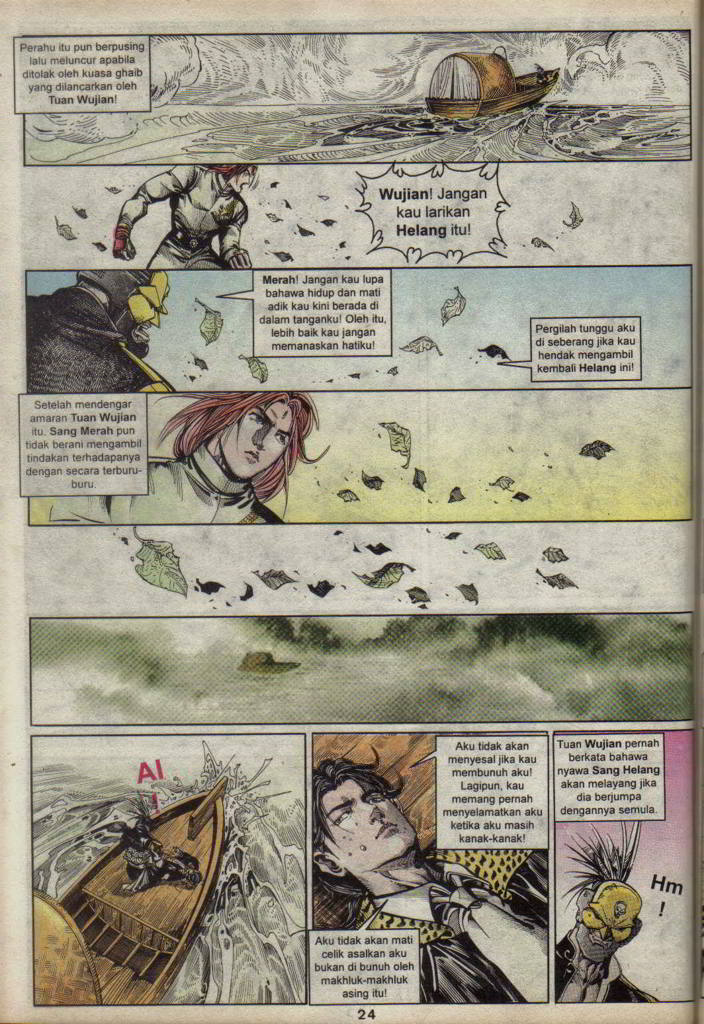 Perahu itu pun berpusing
lalu meluncur apabila
ditolak oleh kuasa ghaib
yang dilancarkan oleh
Tuan Wujian!
Wujian! Jangan
kau larikan
Helang itu!
Merah! Jangan kau lupa
bahawa hidup dan mati
adik kau kini berada di
dalam tanganku! Oleh itu,
lebih baik kau jangan
memanaskan hatiku!
Pergilah tunggu aku
di seberang jika kau
hendak mengambil
kembali Helang ini!
Setelah mendengar
amaran Tuan Wujian
itu. Sang Merah pun
tidak berani mengambil
tindakan terhadapanya
dengan secara terburu-
buru.
AI
!
Aku tidak akan
menyesal jika kau
membunuh aku!
Lagipun, kau
memang pernah
menyelamatkan aku
ketika aku masih
kanak-kanak!
Aku tidak akan mati
celik asalkan aku
bukan di bunuh oleh
makhluk-makhluk
asing itu!
Tuan Wujian pernah
berkata bahawa
nyawa Sang Helang
akan melayang jika
dia berjumpa
dengannya semula.
Hm
!
24